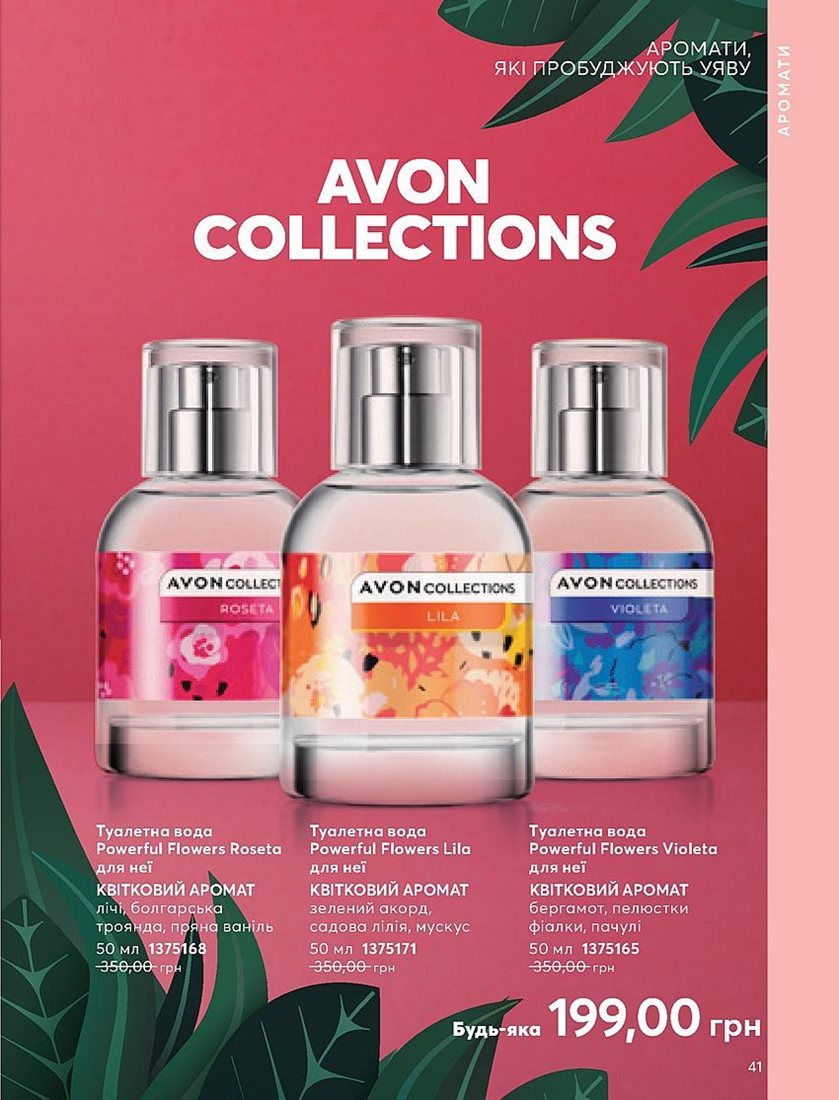 АРОМАТИ,
ЯКІ ПРОБУДЖУЮТЬ УЯВУ
АРОМАТИ
AVON
COLLECTIONS
AVON COLLECT
ROSETA
AVON COLLECTIONS
LILA
AVON COLLECTIONS
VIOLETA
Туалетна вода
Powerful Flowers Roseta
для неї
КВІТКОВИЙ АРОМАТ
лічі, болгарська
троянда, пряна ваніль
50 мл 1375168
350,00 грн
Туалетна вода
Powerful Flowers Lila
для неї
КВІТКОВИЙ АРОМАТ
зелений акорд,
садова лілія, мускус
50 мл 1375171
350,00 грн
Туалетна вода
Powerful Flowers Violeta
для неї
КВІТКОВИЙ АРОМАТ
бергамот, пелюстки
фіалки, пачулі
50 мл 1375165
350,00 грн
Будь-яка 199,00 грн
41